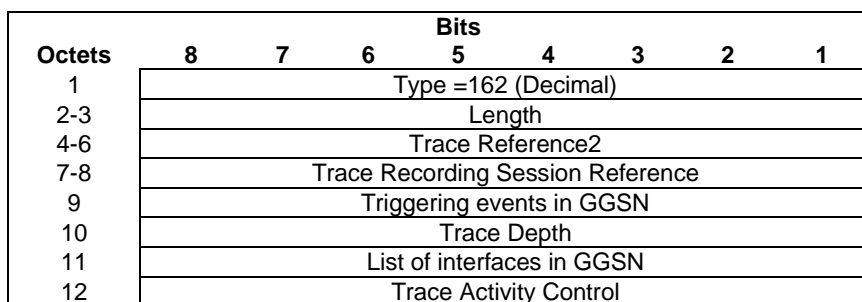 Bits
Octets 8 7 6 5 4 3 2 1
1 Type =162 (Decimal)
2-3 Length
4-6 Trace Reference2
7-8 Trace Recording Session Reference
9 Triggering events in GGSN
10 Trace Depth
11 List of interfaces in GGSN
12 Trace Activity Control